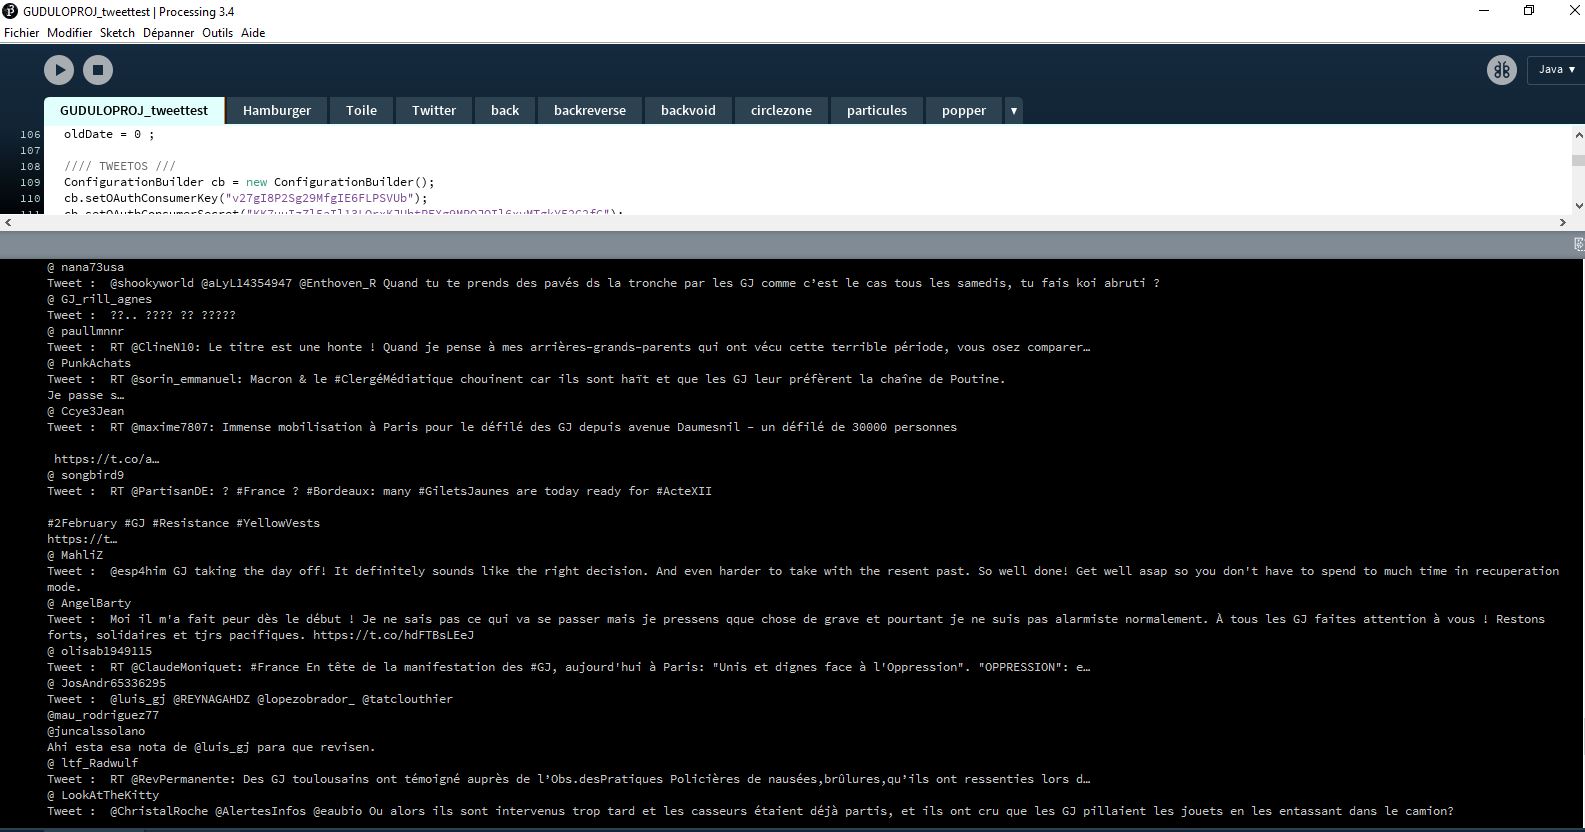 GUDULOPROJ_tweettest | Processing 3.4
Fichier Modifier Sketch Dépanner Outils Aide
Java ▼
GUDULOPROJ_tweettest Hamburger Toile Twitter back backreverse backvoid circlezone particules popper ▼
106 oldDate = 0 ;
107
108 //// TWEETOS ///
109 ConfigurationBuilder cb = new ConfigurationBuilder();
110 cb.setOAuthConsumerKey("v27gI8P2Sg29MfgIE6FLPSVUb");
111 cb.setOAuthConsumerSecret("
@ nana73usa
Tweet :  @shookyworld @aLyL14354947 @Enthoven_R Quand tu te prends des pavés ds la tronche par les GJ comme c’est le cas tous les samedis, tu fais koi abruti ?
@ GJ_rill_agnes
Tweet :  ??.. ???? ?? ?????
@ paullmnnr
Tweet :  RT @ClineN10: Le titre est une honte ! Quand je pense à mes arrières-grands-parents qui ont vécu cette terrible période, vous osez comparer…
@ PunkAchats
Tweet :  RT @sorin_emmanuel: Macron & le #ClergéMédiatique chouinent car ils sont haït et que les GJ leur préfèrent la chaîne de Poutine.
Je passe s…
@ Ccye3Jean
Tweet :  RT @maxime7807: Immense mobilisation à Paris pour le défilé des GJ depuis avenue Daumesnil - un défilé de 30000 personnes
https://t.co/a…
@ songbird9
Tweet :  RT @PartisanDE: ? #France ? #Bordeaux: many #GiletsJaunes are today ready for #ActeXII
#2February #GJ #Resistance #YellowVests
https://t…
@ MahliZ
Tweet :  @esp4him GJ taking the day off! It definitely sounds like the right decision. And even harder to take with the resent past. So well done! Get well asap so you don't have to spend to much time in recuperation
mode.
@ AngelBarty
Tweet :  Moi il m'a fait peur dès le début ! Je ne sais pas ce qui va se passer mais je pressens qque chose de grave et pourtant je ne suis pas alarmiste normalement. À tous les GJ faites attention à vous ! Restons
forts, solidaires et tjrs pacifiques. https://t.co/hdFTBsLEeJ
@ olisab1949115
Tweet :  RT @ClaudeMoniquet: #France En tête de la manifestation des #GJ, aujourd'hui à Paris: "Unis et dignes face à l'Oppression". "OPPRESSION": e…
@ JosAndr65336295
Tweet :  @luis_gj @REYNAGAHDZ @lopezobrador_ @tatclouthier
@mau_rodriguez77
@juncalssolano
Ahi esta esa nota de @luis_gj para que revisen.
@ ltf_Radwulf
Tweet :  RT @RevPermanente: Des GJ toulousains ont témoigné auprès de l’Obs.desPratiques Policières de nausées,brûlures,qu’ils ont ressenties lors d…
@ LookAtTheKitty
Tweet :  @ChristalRoche @AlertesInfos @eaubio Ou alors ils sont intervenus trop tard et les casseurs étaient déjà partis, et ils ont cru que les GJ pillaient les jouets en les entassant dans le camion?